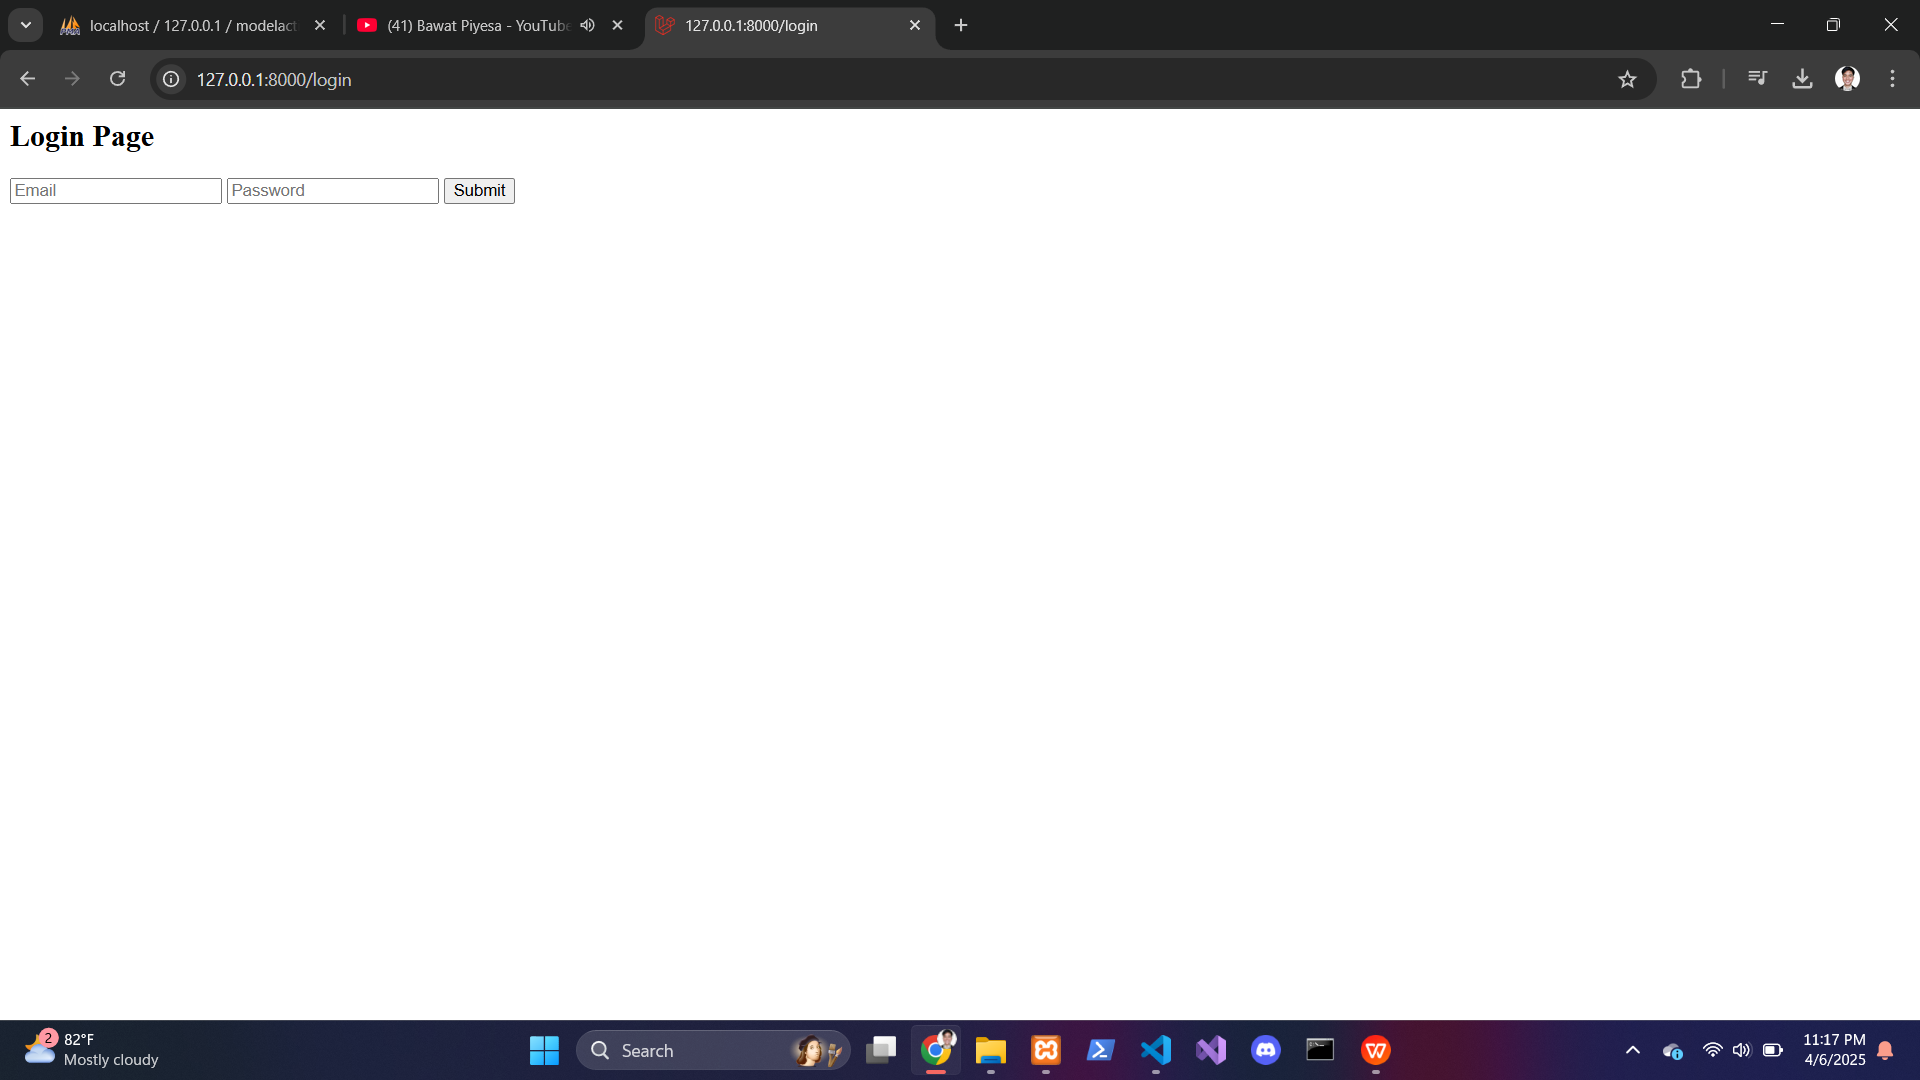 localhost / 127.0.0.1 / modelact
(41) Bawat Piyesa - YouTube
127.0.0.1:8000/login
127.0.0.1:8000/login
Login Page
Email
Password
Submit
2
82°F
Mostly cloudy
Search
11:17 PM
4/6/2025